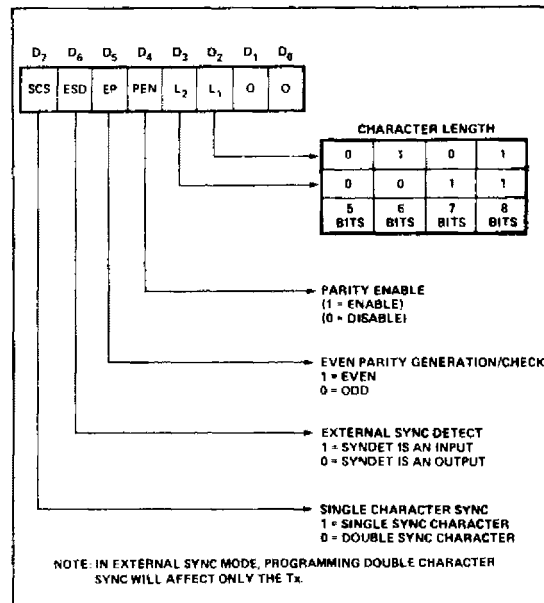 D7 D6 D5 D4 D3 D2 D1 D0
SCS ESD EP PEN L2 L1 0 0
CHARACTER LENGTH
0 1 0 1
0 0 1 1
5 BITS 6 BITS 7 BITS 8 BITS
PARITY ENABLE
(1 = ENABLE)
(0 = DISABLE)
EVEN PARITY GENERATION/CHECK
1 = EVEN
0 = ODD
EXTERNAL SYNC DETECT
1 = SYNDET IS AN INPUT
0 = SYNDET IS AN OUTPUT
SINGLE CHARACTER SYNC
1 = SINGLE SYNC CHARACTER
0 = DOUBLE SYNC CHARACTER
NOTE: IN EXTERNAL SYNC MODE, PROGRAMMING DOUBLE CHARACTER
SYNC WILL AFFECT ONLY THE Tx.